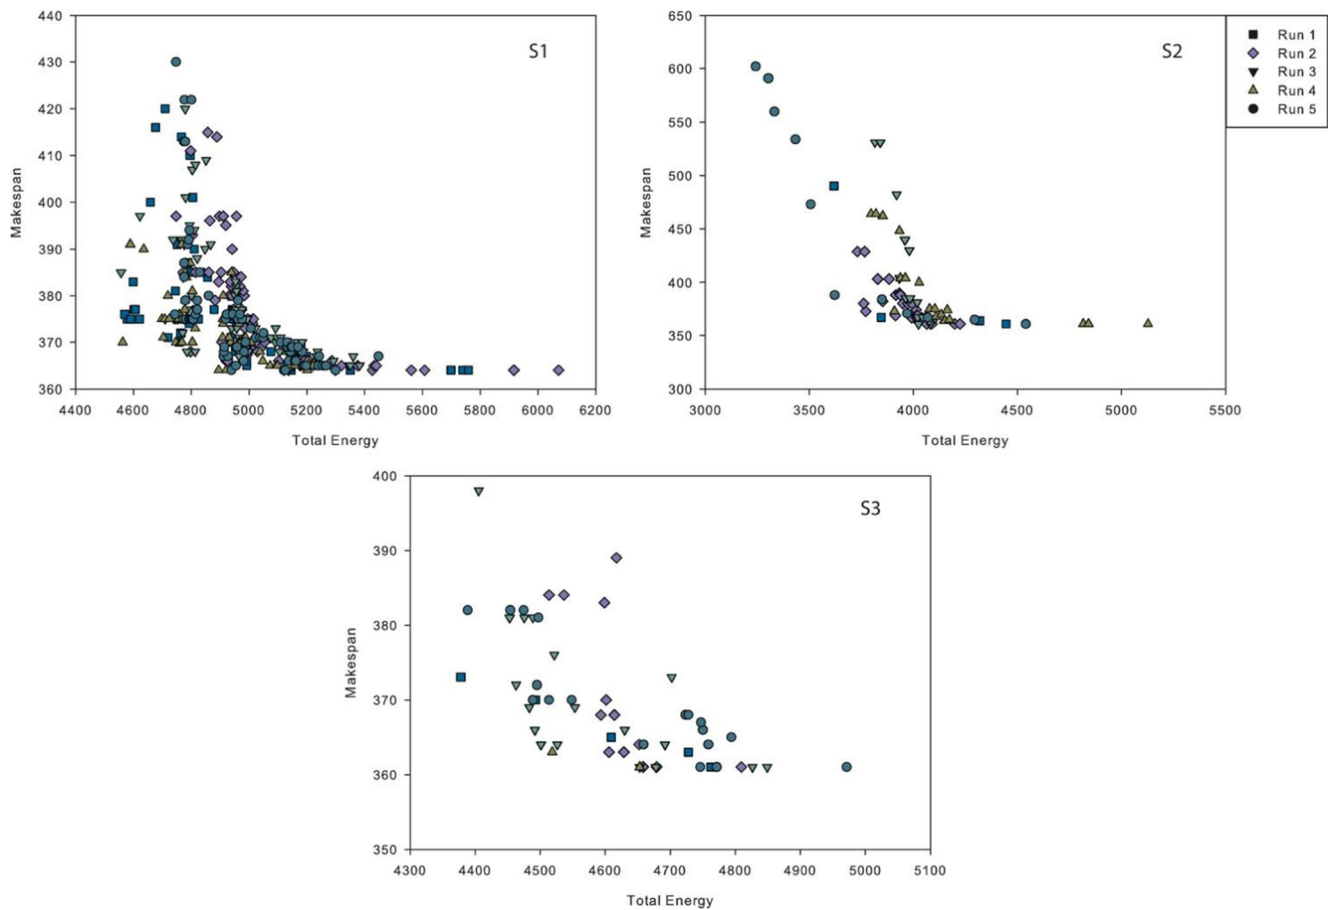 440
430
420
410
400
390
380
370
360
Makespan
S1
4400 4600 4800 5000 5200 5400 5600 5800 6000 6200
Total Energy
650
600
550
500
450
400
350
300
Makespan
S2
3000 3500 4000 4500 5000 5500
Total Energy
Run 1
Run 2
Run 3
Run 4
Run 5
400
390
380
370
360
350
Makespan
S3
4300 4400 4500 4600 4700 4800 4900 5000 5100
Total Energy